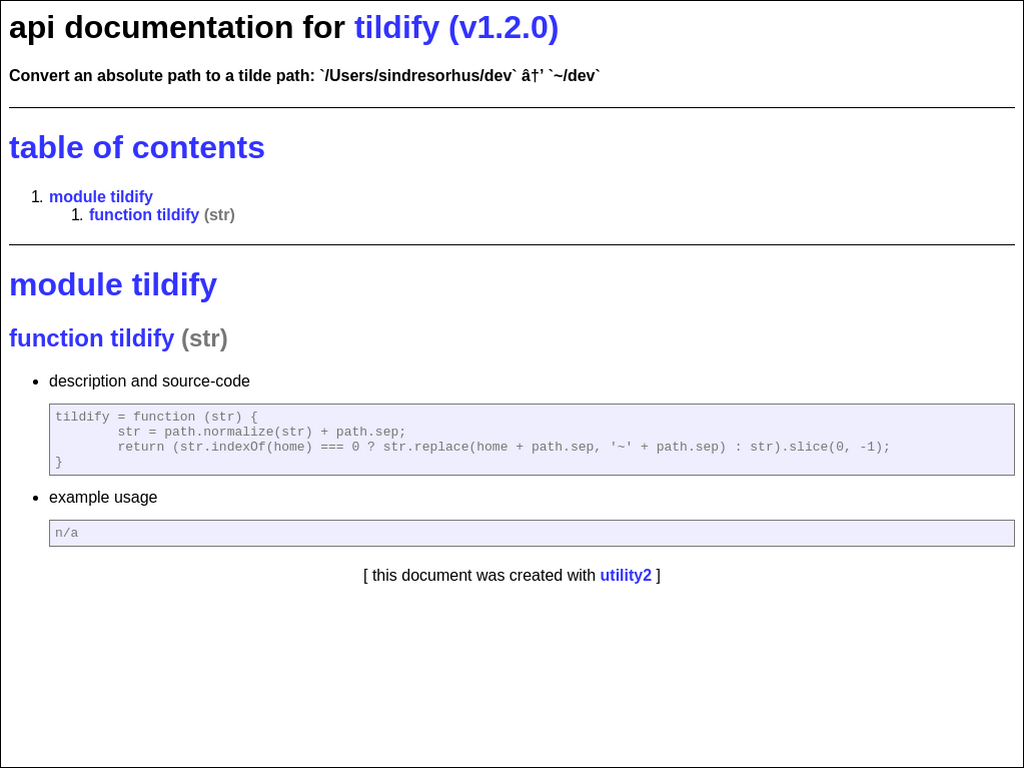 api documentation for tildify (v1.2.0)
Convert an absolute path to a tilde path: `/Users/sindresorhus/dev` â†’ `~/dev`
table of contents
1. module tildify
1. function tildify (str)
module tildify
function tildify (str)
• description and source-code
tildify = function (str) {
        str = path.normalize(str) + path.sep;
        return (str.indexOf(home) === 0 ? str.replace(home + path.sep, '~' + path.sep) : str).slice(0, -1);
}
• example usage
n/a
[ this document was created with utility2 ]